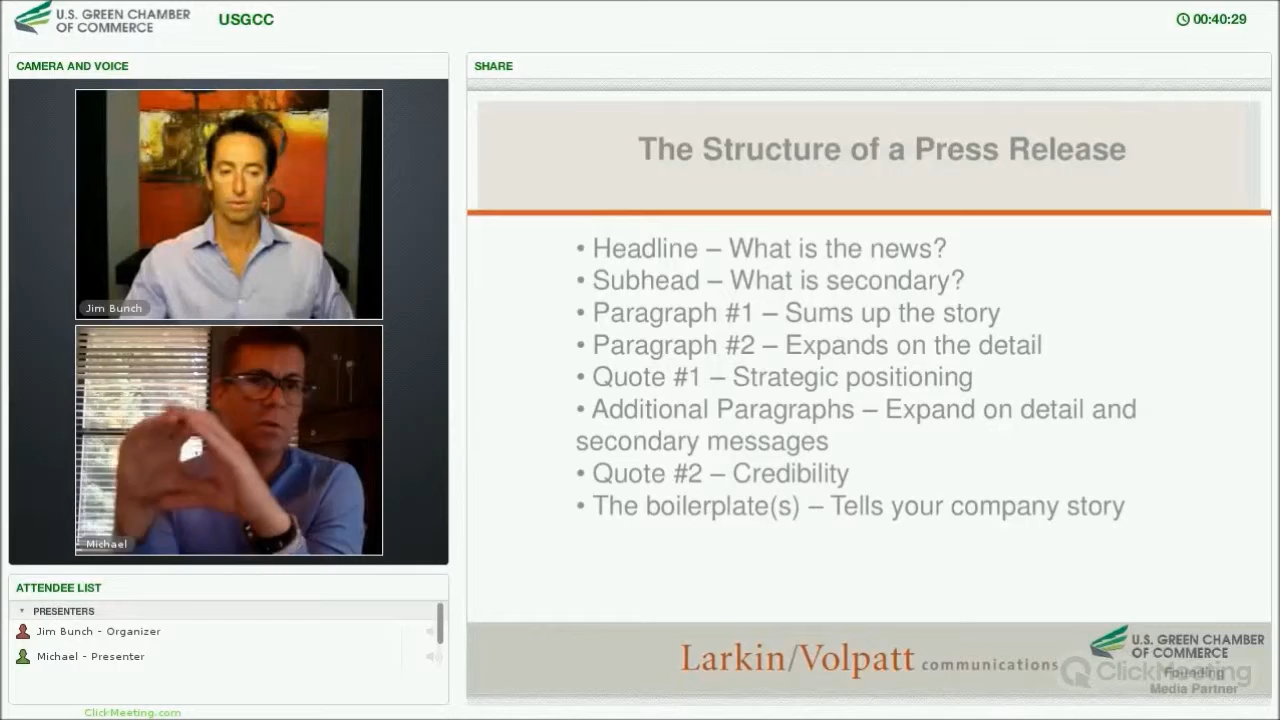 U.S. GREEN CHAMBER
OF COMMERCE
USGCC
00:40:29
CAMERA AND VOICE
Jim Bunch
Michael
ATTENDEE LIST
PRESENTERS
Jim Bunch - Organizer
Michael - Presenter
ClickMeeting.com
SHARE
The Structure of a Press Release
• Headline – What is the news?
• Subhead – What is secondary?
• Paragraph #1 – Sums up the story
• Paragraph #2 – Expands on the detail
• Quote #1 – Strategic positioning
• Additional Paragraphs – Expand on detail and
secondary messages
• Quote #2 – Credibility
• The boilerplate(s) – Tells your company story
Larkin/Volpatt communications
U.S. GREEN CHAMBER
OF COMMERCE
ClickMeeting
Founding
Media Partner